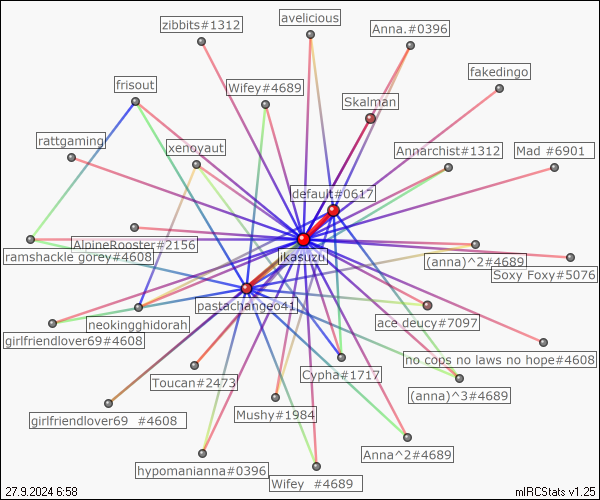 avelicious
zibbits#1312
Anna.#0396
fakedingo
frisout
Wifey#4689
Skalman
rattgaming
xenoyaut
Annarchist#1312
Mad #6901
default#0617
AlpineRooster#2156
ramshackle gorey#4608
ikasuzu
(anna)^2#4689
Soxy Foxy#5076
pastachangeo41
neokingghidorah
ace deucy#7097
girlfriendlover69#4608
no cops no laws no hope#4608
Toucan#2473
Cypha#1717
(anna)^3#4689
girlfriendlover69 #4608
Mushy#1984
Anna^2#4689
hypomanianna#0396
Wifey #4689
27.9.2024 6:58
mIRCStats v1.25